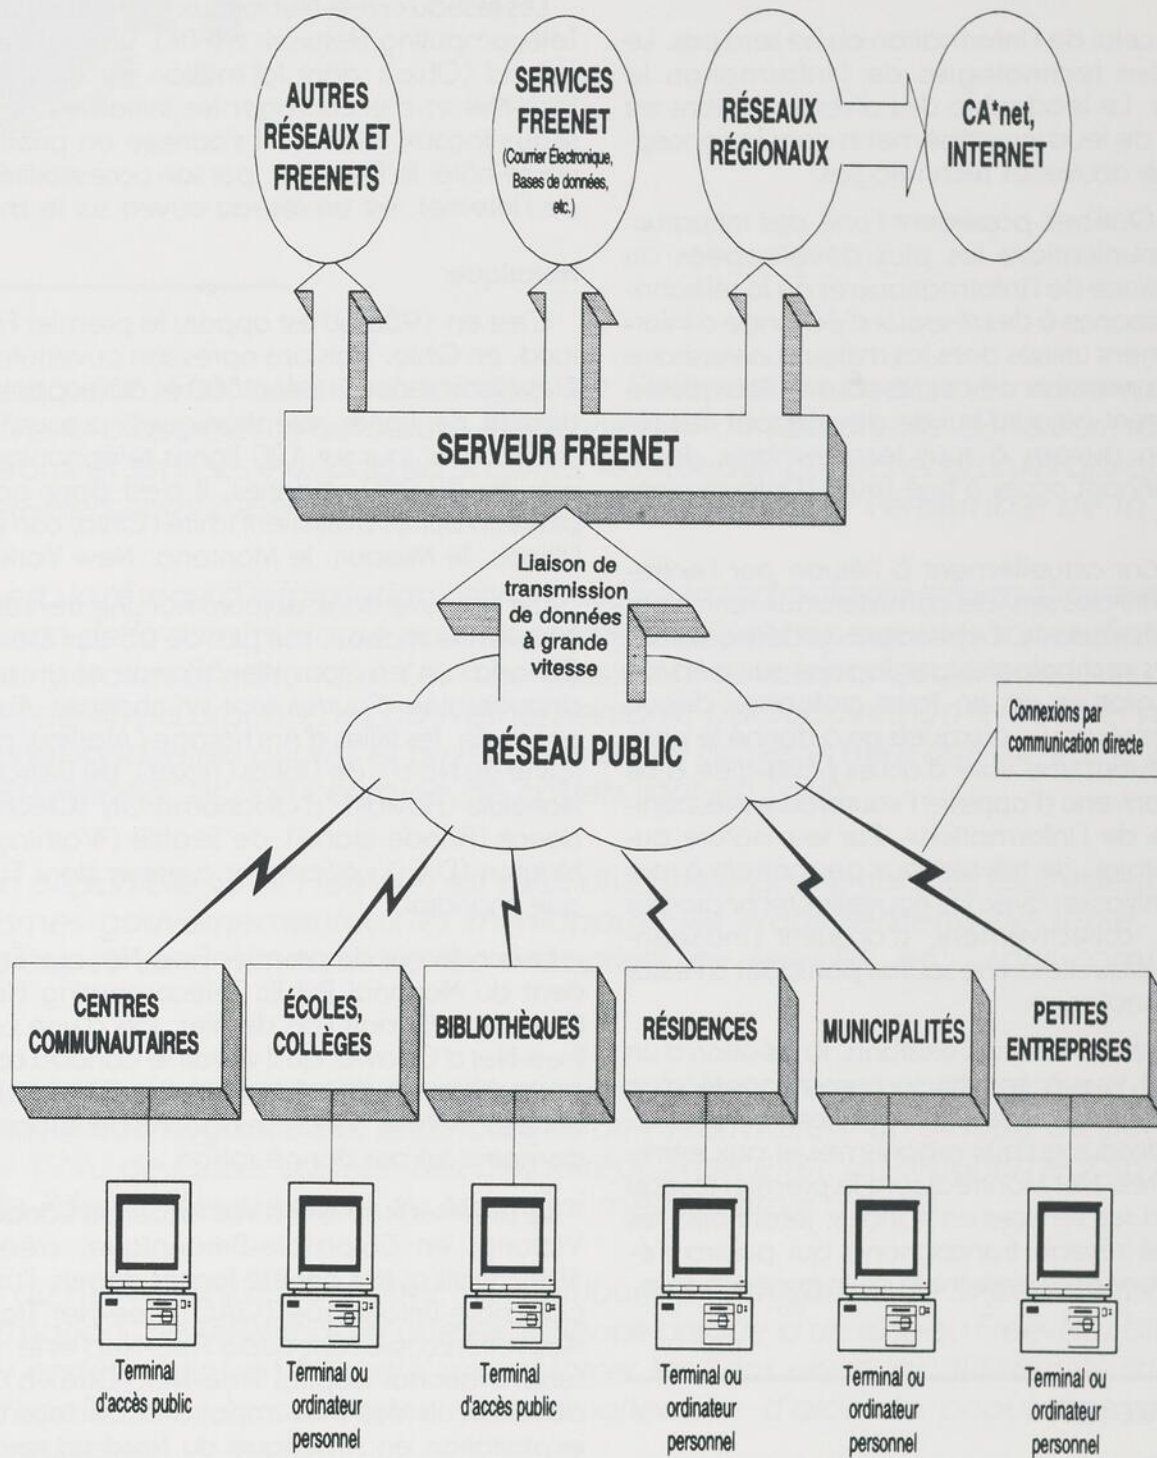 AUTRES
RÉSEAUX ET
FREENETS
SERVICES
FREENET
(Courrier Électronique,
Bases de données,
etc.)
RÉSEAUX
RÉGIONAUX
CA*net,
INTERNET
SERVEUR FREENET
Liaison de
transmission
de données
à grande
vitesse
RÉSEAU PUBLIC
Connexions par
communication directe
CENTRES
COMMUNAUTAIRES
ÉCOLES,
COLLÈGES
BIBLIOTHÈQUES
RÉSIDENCES
MUNICIPALITÉS
PETITES
ENTREPRISES
Terminal
d'accès public
Terminal ou
ordinateur
personnel
Terminal
d'accès public
Terminal ou
ordinateur
personnel
Terminal ou
ordinateur
personnel
Terminal ou
ordinateur
personnel